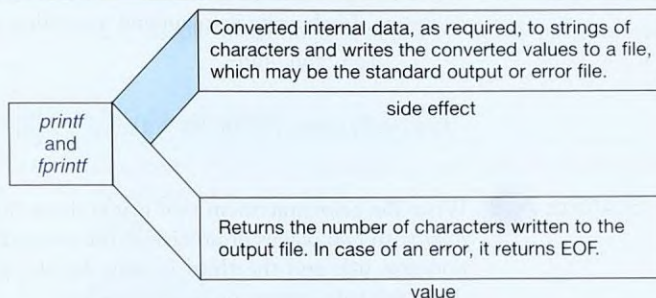 Converted internal data, as required, to strings of
characters and writes the converted values to a file,
which may be the standard output or error file.
side effect
printf
and
fprintf
Returns the number of characters written to the
output file. In case of an error, it returns EOF.
value